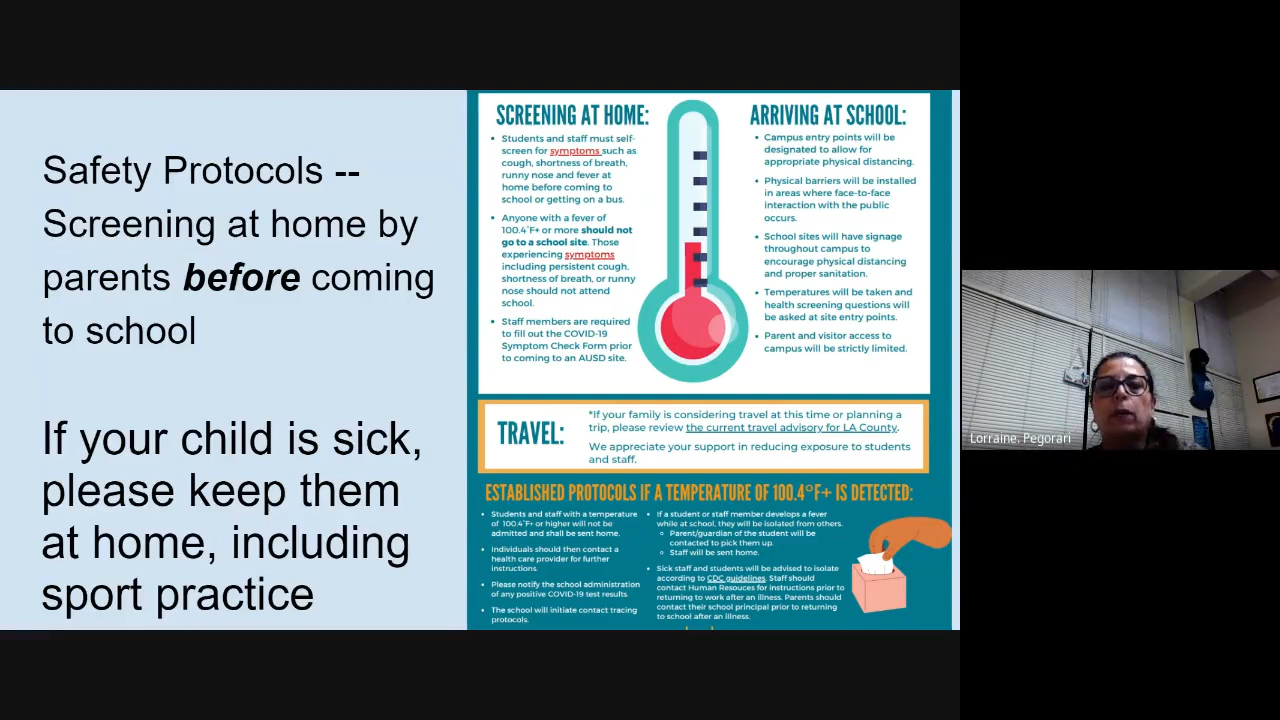 Safety Protocols --
Screening at home by
parents before coming
to school
If your child is sick,
please keep them
at home, including
sport practice
SCREENING AT HOME:
• Students and staff must self-
screen for symptoms such as
cough, shortness of breath,
runny nose and fever at
home before coming to
school or getting on a bus.
• Anyone with a fever of
100.4°F+ or more should not
go to a school site. Those
experiencing symptoms
including persistent cough,
shortness of breath, or runny
nose should not attend
school.
• Staff members are required
to fill out the COVID-19
Symptom Check Form prior
to coming to an AUSD site.
ARRIVING AT SCHOOL:
• Campus entry points will be
designated to allow for
appropriate physical distancing.
• Physical barriers will be installed
in areas where face-to-face
interaction with the public
occurs.
• School sites will have signage
throughout campus to
encourage physical distancing
and proper sanitation.
• Temperatures will be taken and
health screening questions will
be asked at site entry points.
• Parent and visitor access to
campus will be strictly limited.
TRAVEL:
*If your family is considering travel at this time or planning a
trip, please review the current travel advisory for LA County.
We appreciate your support in reducing exposure to students
and staff.
ESTABLISHED PROTOCOLS IF A TEMPERATURE OF 100.4°F+ IS DETECTED:
• Students and staff with a temperature
of 100.4°F+ or higher will not be
admitted and shall be sent home.
• Individuals should then contact a
health care provider for further
instructions.
• Please notify the school administration
of any positive COVID-19 test results.
• The school will initiate contact tracing
protocols.
• If a student or staff member develops a fever
while at school, they will be isolated from others.
○ Parent/guardian of the student will be
contacted to pick them up.
○ Staff will be sent home.
• Sick staff and students will be advised to isolate
according to CDC guidelines. Staff should
contact Human Resouces for instructions prior to
returning to work after an illness. Parents should
contact their school principal prior to returning
to school after an illness.
Lorraine. Pegorari